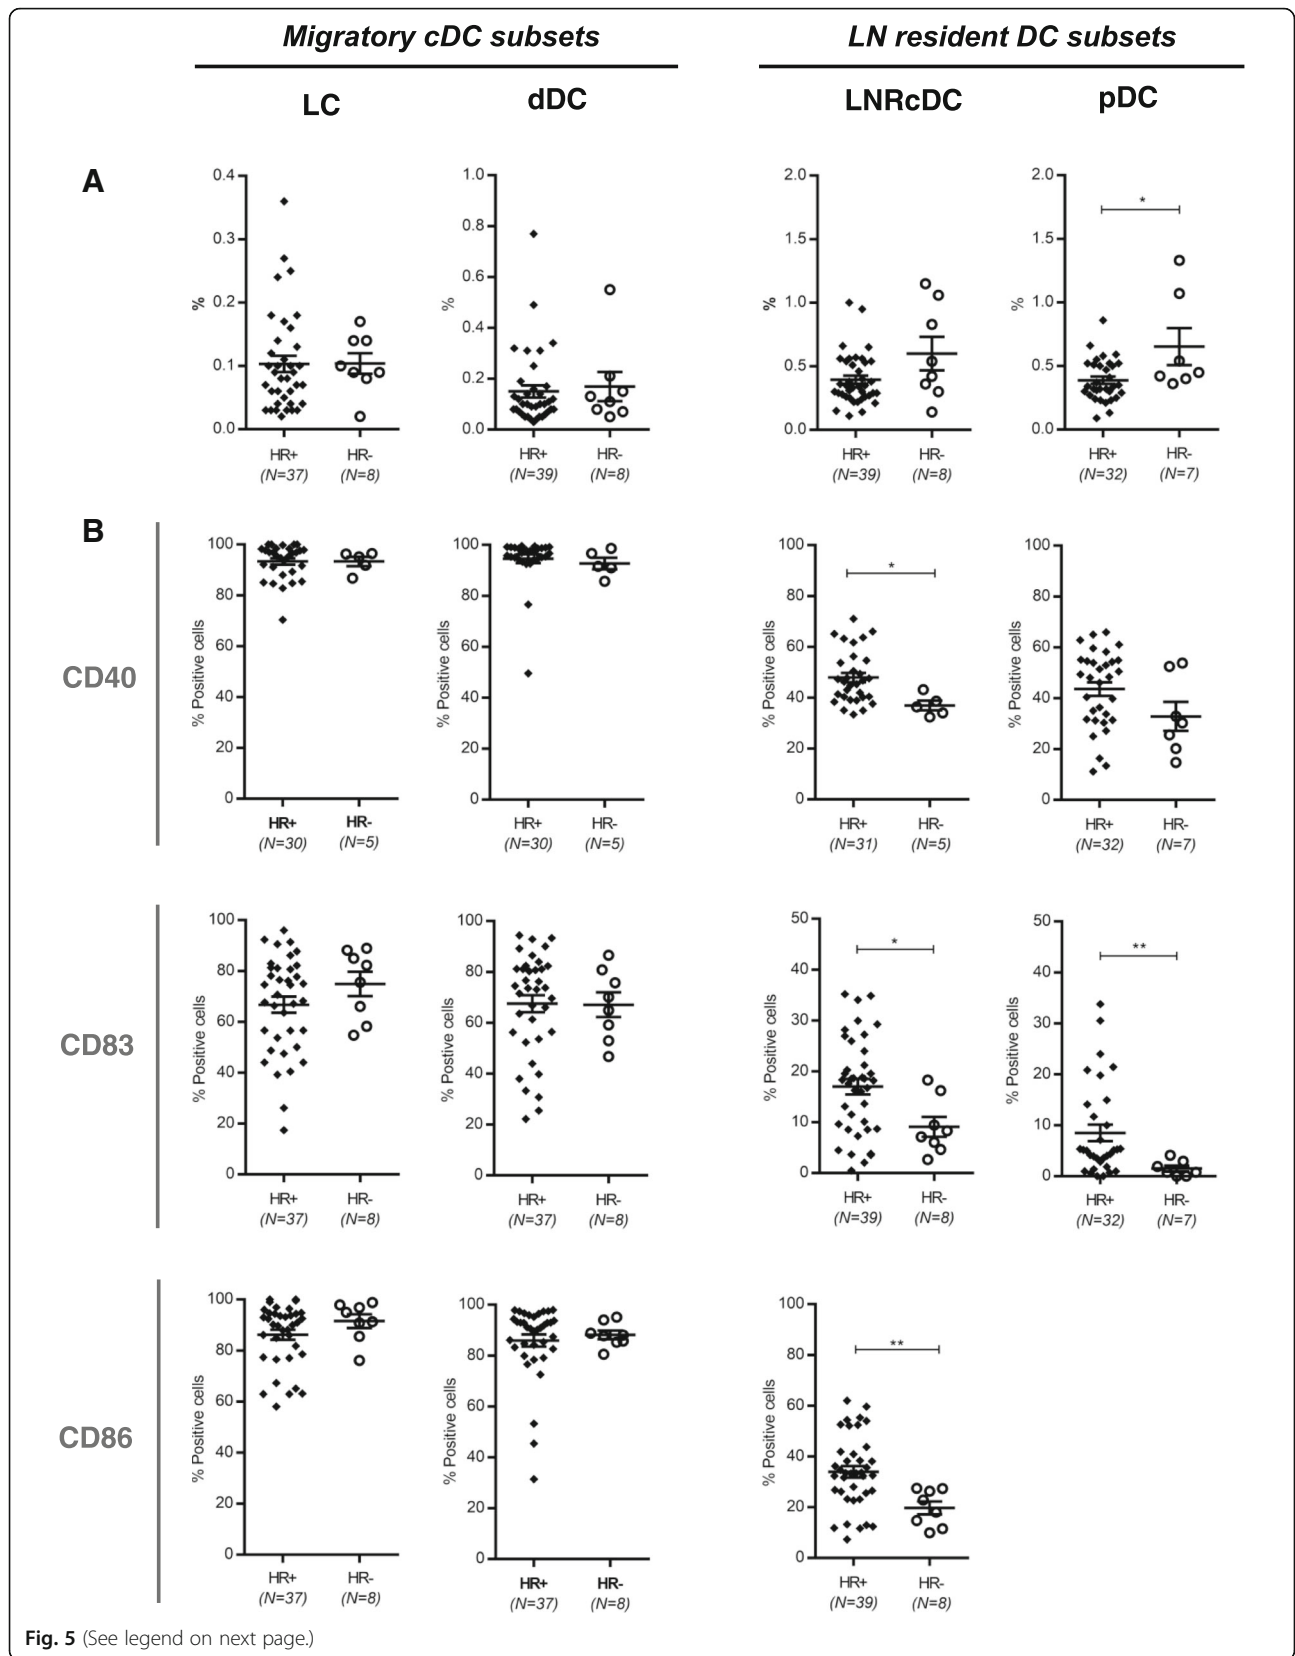 Migratory cDC subsets LN resident DC subsets
LC dDC LNRcDC pDC
A
0.4 1.0 2.0 2.0
0.8
0.3 1.5 1.5
* 
0.6
% 0.2 % % 1.0 % 1.0
0.4
0.1 0.5 0.5
0.2
0.0 0.0 0.0 0.0
HR+ HR- HR+ HR- HR+ HR- HR+ HR-
(N=37) (N=8) (N=39) (N=8) (N=39) (N=8) (N=32) (N=7)
B
CD40
100 100 100 100
*
80 80 80 80
60 60 60 60
% Positive cells % Positive cells % Positive cells % Positive cells
40 40 40 40
20 20 20 20
0 0 0 0
HR+ HR- HR+ HR- HR+ HR- HR+ HR-
(N=30) (N=5) (N=30) (N=5) (N=31) (N=5) (N=32) (N=7)
CD83
100 100 50 50
* **
80 80 40 40
60 60 30 30
% Positive cells % Postive cells % Positive cells % Positive cells
40 40 20 20
20 20 10 10
0 0 0 0
HR+ HR- HR+ HR- HR+ HR- HR+ HR-
(N=37) (N=8) (N=37) (N=8) (N=39) (N=8) (N=32) (N=7)
CD86
100 100 100
**
80 80 80
60 60 60
% Positive cells % Positive cells % Positive cells
40 40 40
20 20 20
0 0 0
HR+ HR- HR+ HR- HR+ HR-
(N=37) (N=8) (N=37) (N=8) (N=39) (N=8)
Fig. 5 (See legend on next page.)